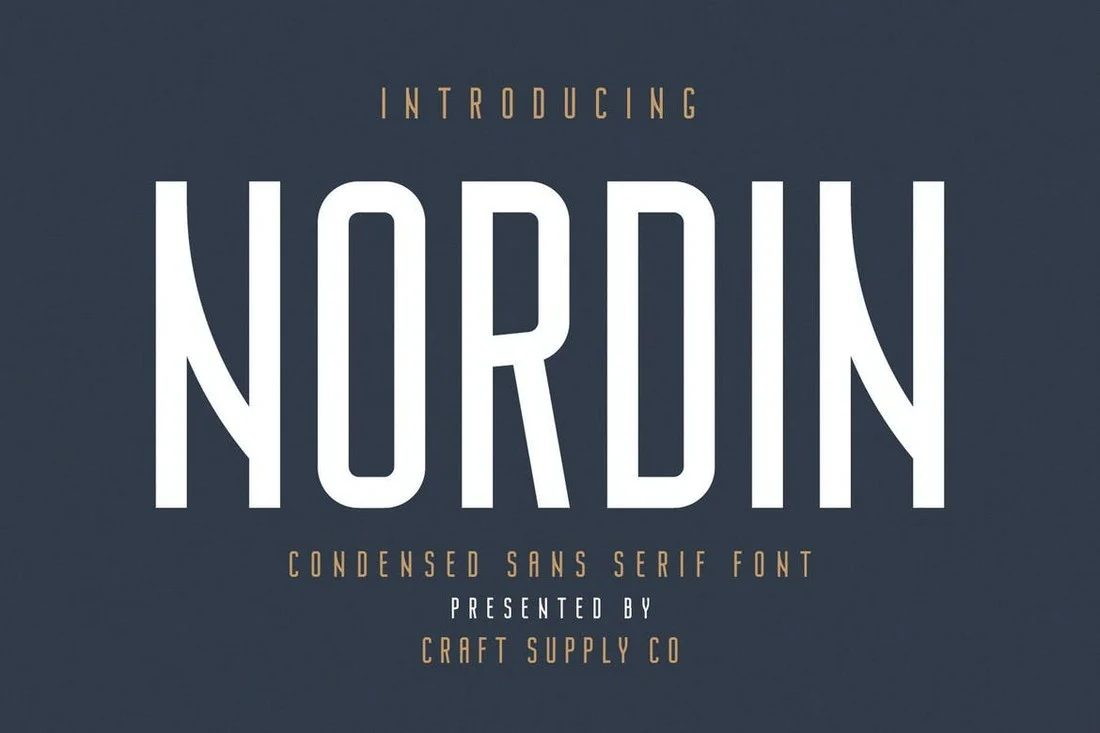 INTRODUCING
NORDIN
CONDENSED SANS SERIF FONT
PRESENTED BY
CRAFT SUPPLY CO